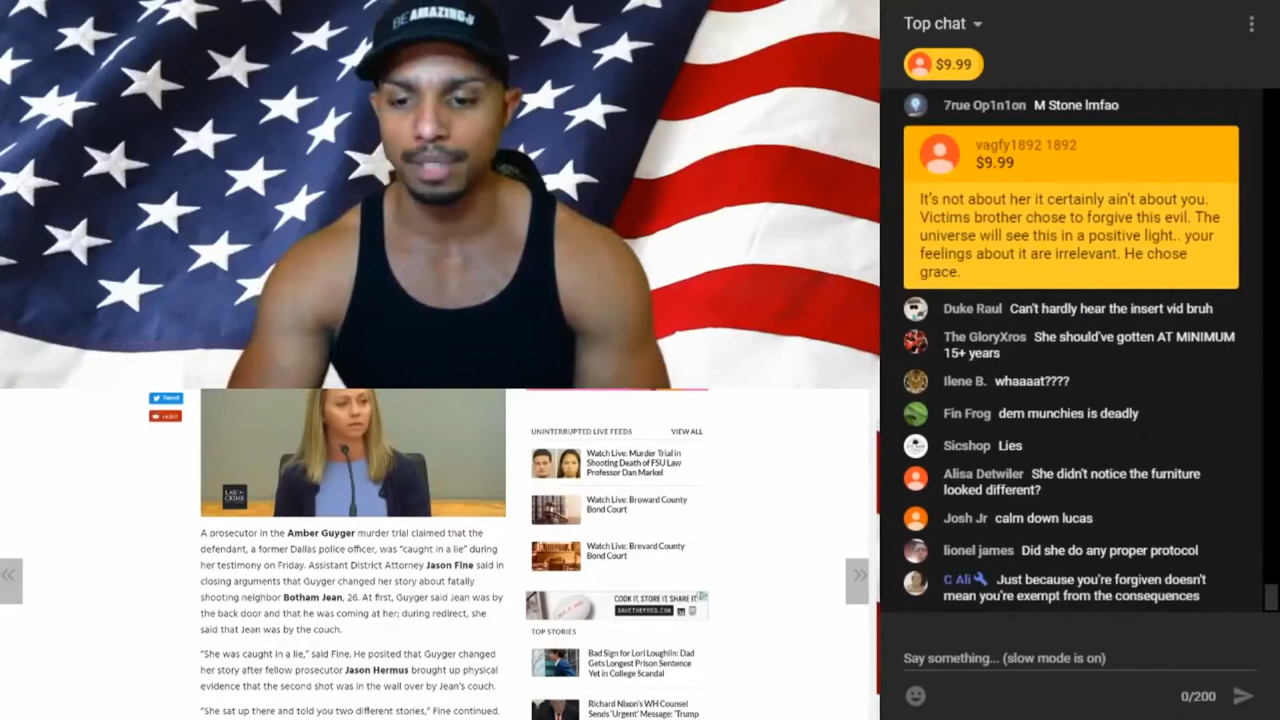 BE AMAZING
Top chat
$9.99
7rue Op1n1on M Stone lmfao
vagfy1892 1892
$9.99
It's not about her it certainly ain't about you.
Victims brother chose to forgive this evil. The
universe will see this in a positive light.. your
feelings about it are irrelevant. He chose
grace.
Duke Raul Can't hardly hear the insert vid bruh
The GloryXros She should've gotten AT MINIMUM
15+ years
Ilene B. whaaaat????
Fin Frog dem munchies is deadly
Sicshop Lies
Alisa Detwiler She didn't notice the furniture
looked different?
Josh Jr calm down lucas
lionel james Did she do any proper protocol
C Ali Just because you're forgiven doesn't
mean you're exempt from the consequences
Say something... (slow mode is on)
0/200
Tweet
reddit
LAW & CRIME
A prosecutor in the Amber Guyger murder trial claimed that the
defendant, a former Dallas police officer, was "caught in a lie" during
her testimony on Friday. Assistant District Attorney Jason Fine said in
closing arguments that Guyger changed her story about fatally
shooting neighbor Botham Jean, 26. At first, Guyger said Jean was by
the back door and that he was coming at her; during redirect, she
said that Jean was by the couch.
"She was caught in a lie," said Fine. He posited that Guyger changed
her story after fellow prosecutor Jason Hermus brought up physical
evidence that the second shot was in the wall over by Jean's couch.
"She sat up there and told you two different stories," Fine continued.
UNINTERRUPTED LIVE FEEDS
VIEW ALL
Watch Live: Murder Trial in
Shooting Death of FSU Law
Professor Dan Markel
Watch Live: Broward County
Bond Court
Watch Live: Brevard County
Bond Court
COOK IT, STORE IT, SHARE IT.
SAVETHEFOOD.COM
TOP STORIES
Bad Sign for Lori Loughlin: Dad
Gets Longest Prison Sentence
Yet in College Scandal
Richard Nixon's WH Counsel
Sends 'Urgent' Message: 'Trump